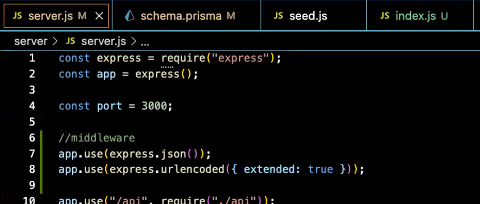 JS server.js M ×
schema.prisma M
JS seed.js
JS index.js U
server > JS server.js > ...
1 const express = require("express");
2 const app = express();
3
4 const port = 3000;
5
6 //middleware
7 app.use(express.json());
8 app.use(express.urlencoded({ extended: true }));
9
10 app.use("/api", require("./api"));